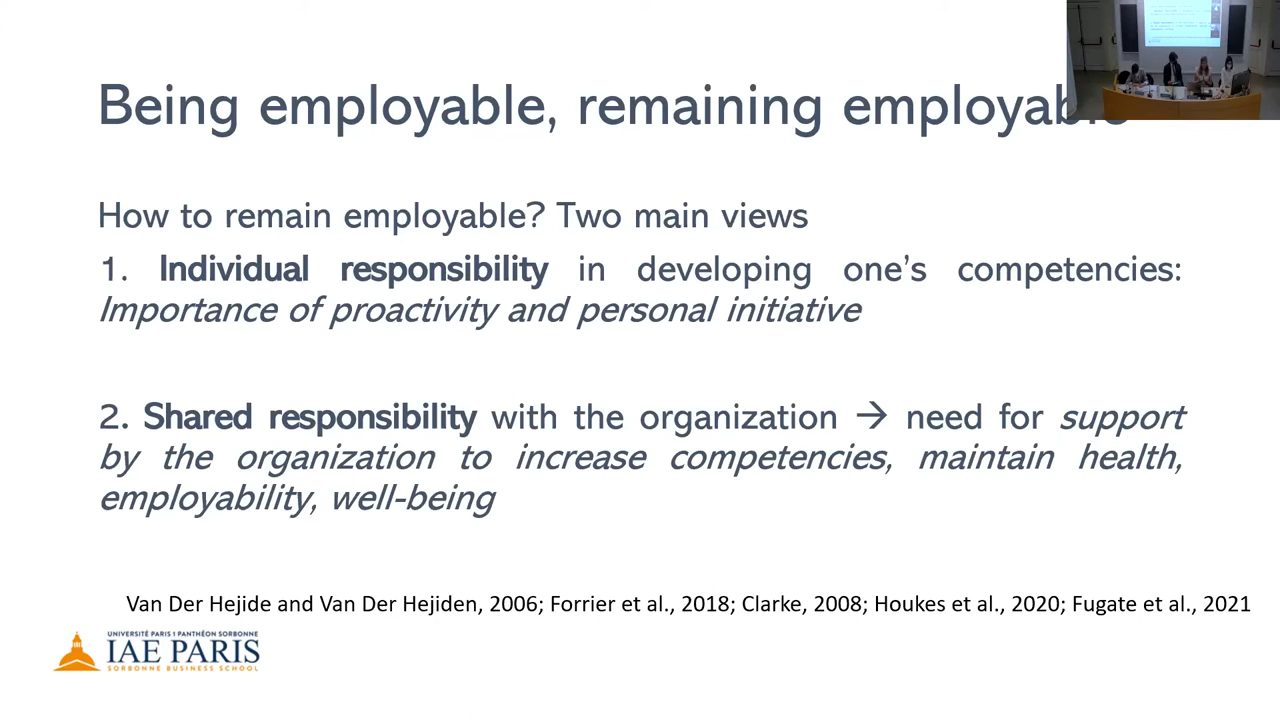 Being employable, remaining employable
How to remain employable? Two main views
1. Individual responsibility in developing one's competencies:
Importance of proactivity and personal initiative
2. Shared responsibility with the organization → need for support
by the organization to increase competencies, maintain health,
employability, well-being
Van Der Hejide and Van Der Hejiden, 2006; Forrier et al., 2018; Clarke, 2008; Houkes et al., 2020; Fugate et al., 2021
UNIVERSITÉ PARIS 1 PANTHÉON SORBONNE
IAE PARIS
SORBONNE BUSINESS SCHOOL